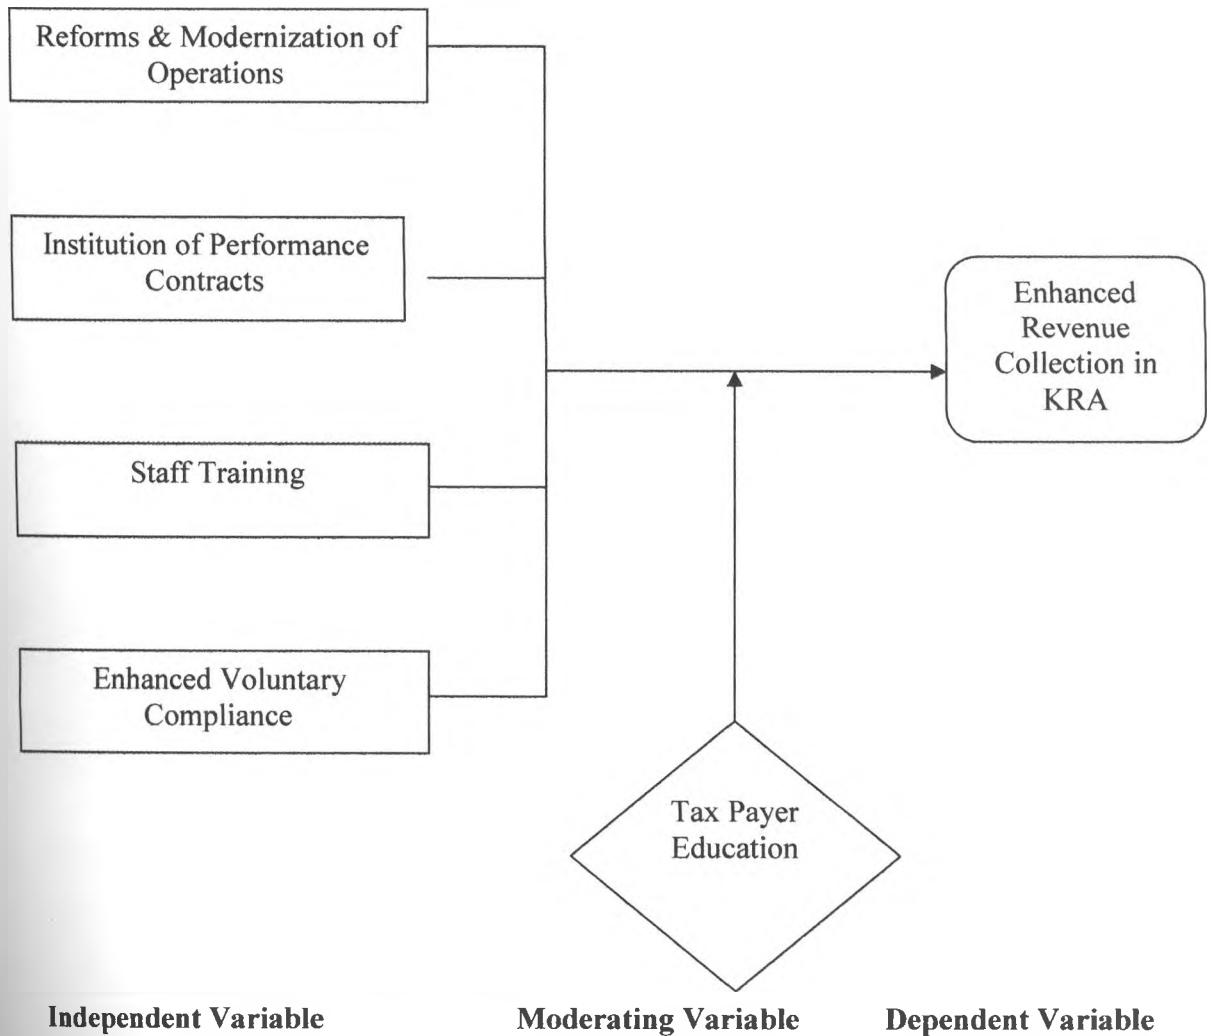 Reforms & Modernization of
Operations
Institution of Performance
Contracts
Staff Training
Enhanced Voluntary
Compliance
Enhanced
Revenue
Collection in
KRA
Tax Payer
Education
Independent Variable
Moderating Variable
Dependent Variable